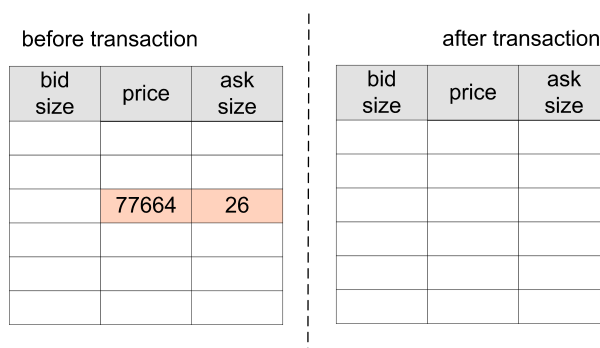 before transaction
after transaction
bid size
price
ask size
bid size
price
ask size
77664
26